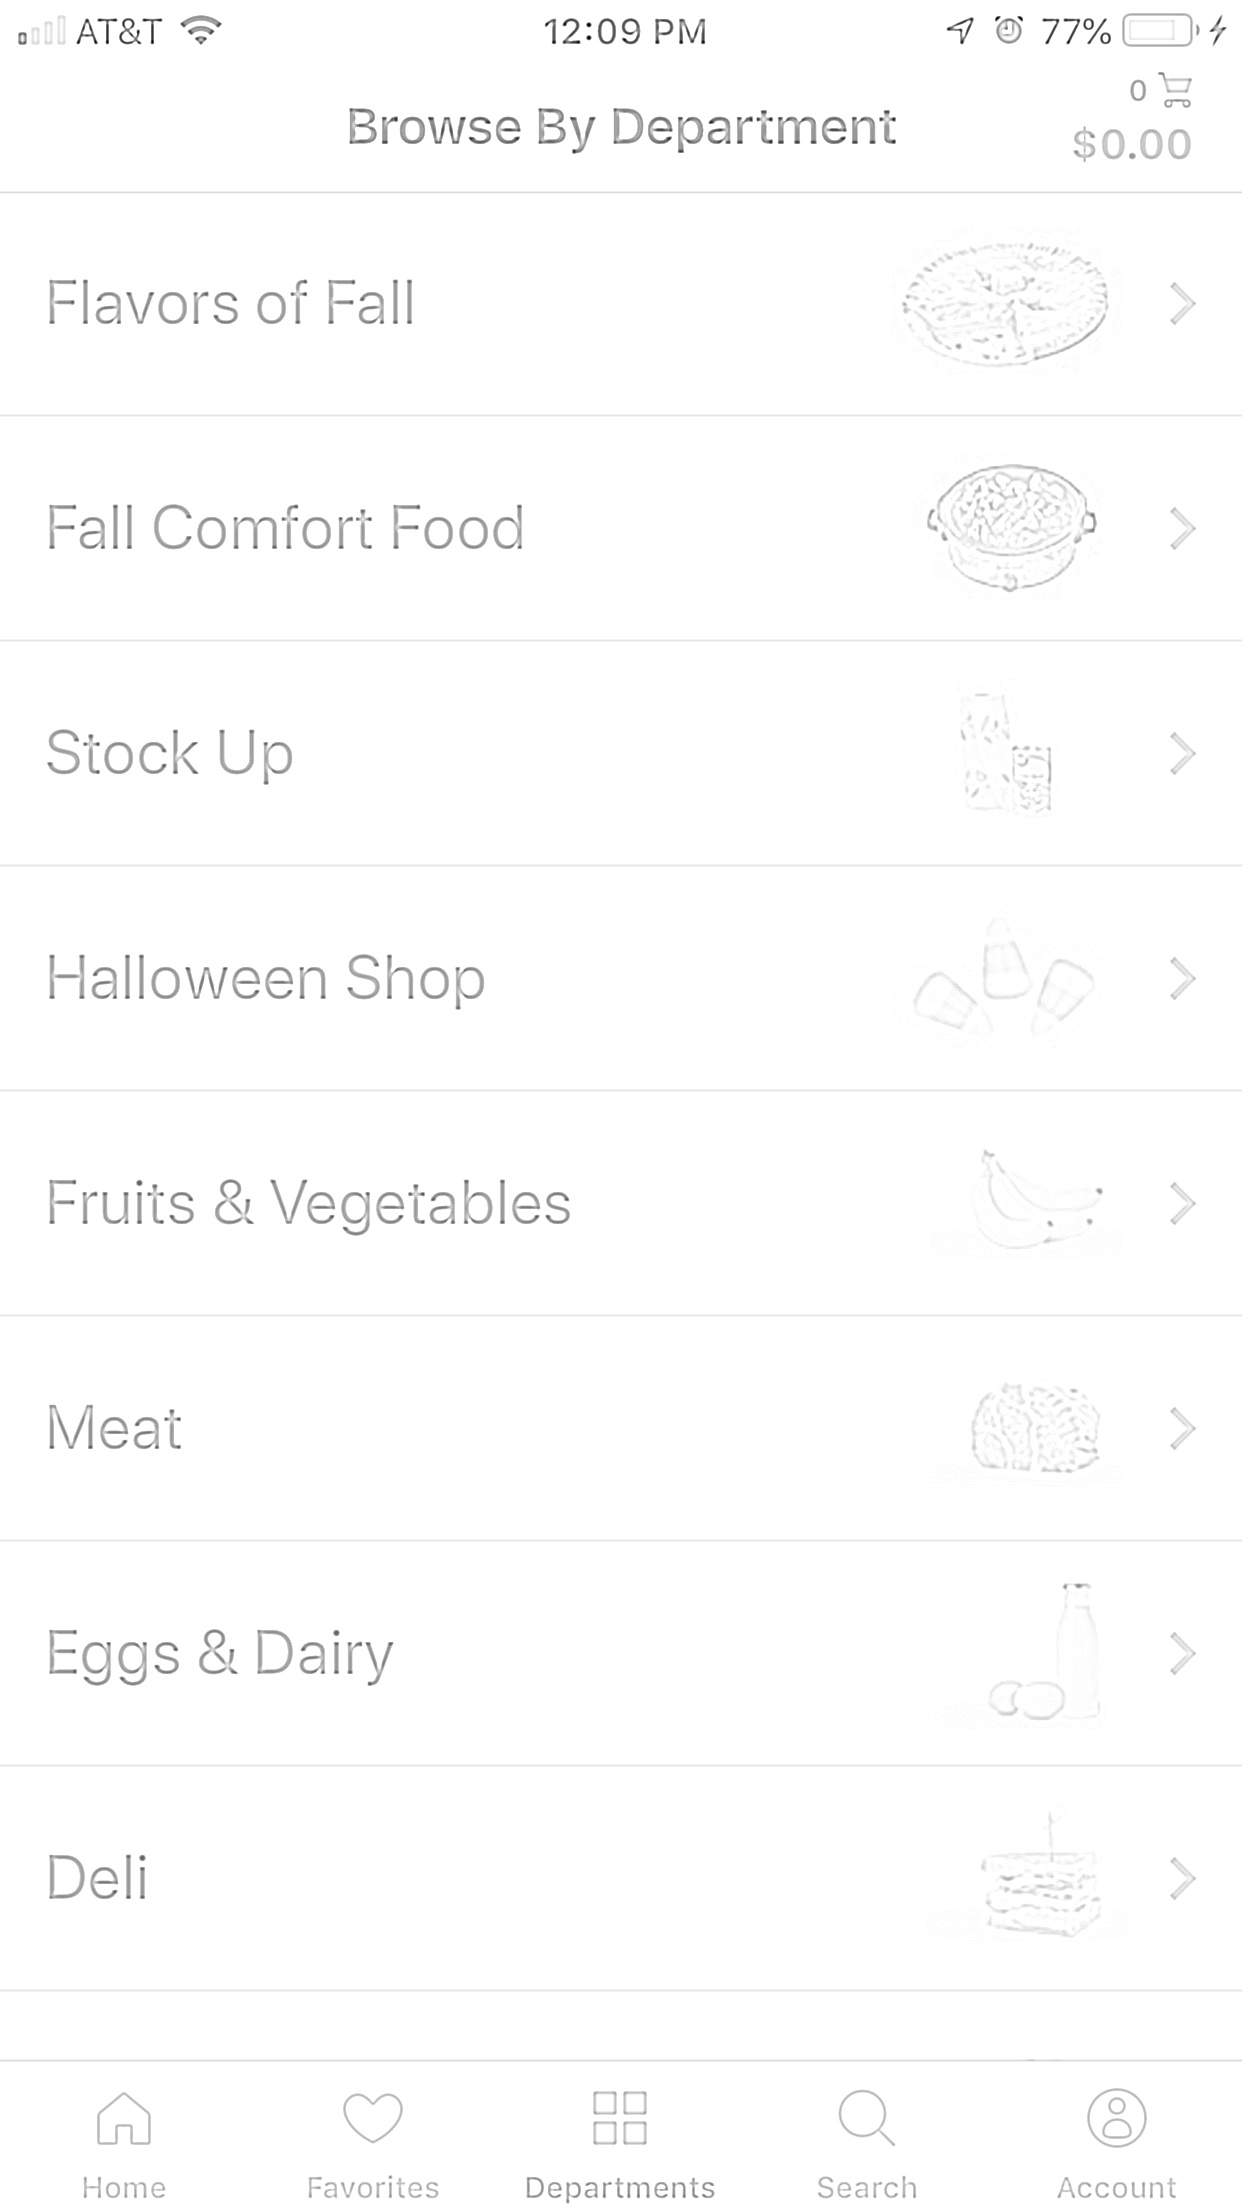 AT&T 12:09 PM 77%
0
Browse By Department
$0.00
Flavors of Fall
Fall Comfort Food
Stock Up
Halloween Shop
Fruits & Vegetables
Meat
Eggs & Dairy
Deli
Home Favorites Departments Search Account